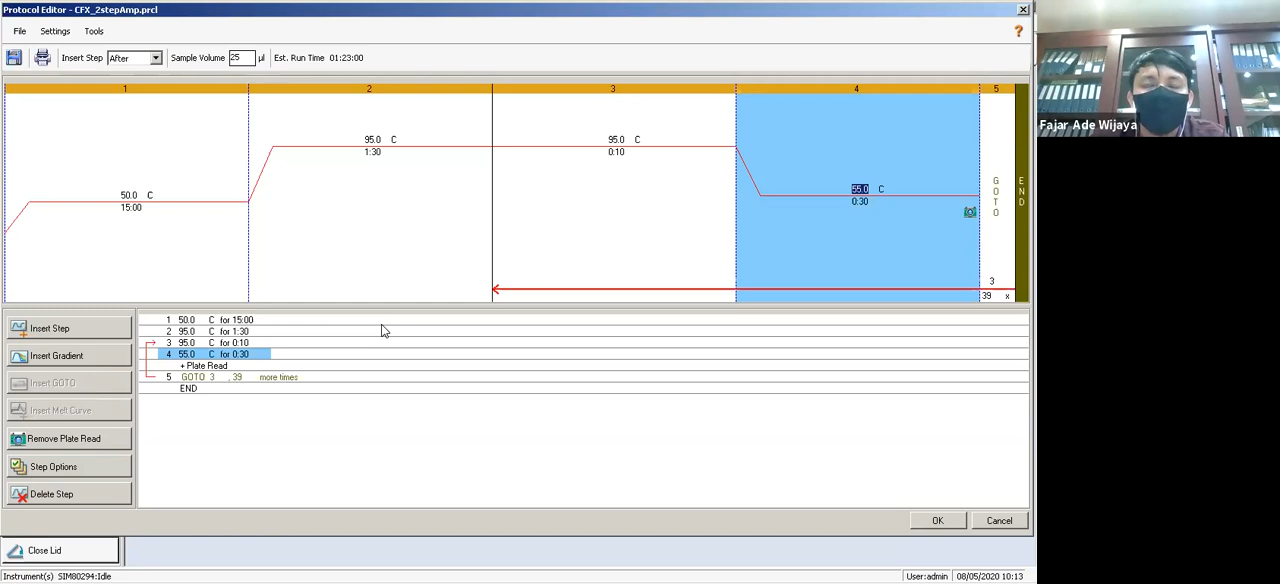 Protocol Editor - CFX_2stepAmp.prcl
File Settings Tools ?
Insert Step After Sample Volume 25 µl Est. Run Time 01:23:00
1 2 3 4 5
50.0 C
15:00
95.0 C
1:30
95.0 C
0:10
55.0 C
0:30
GOTO
END
3
39 x
Insert Step
Insert Gradient
Insert GOTO
Insert Melt Curve
Remove Plate Read
Step Options
Delete Step
1 50.0 C for 15:00
2 95.0 C for 1:30
3 95.0 C for 0:10
4 55.0 C for 0:30
+ Plate Read
5 GOTO 3 , 39 more times
END
OK Cancel
Close Lid
Instrument(s) SIM80294:Idle User:admin 08/05/2020 10:13
Fajar Ade Wijaya